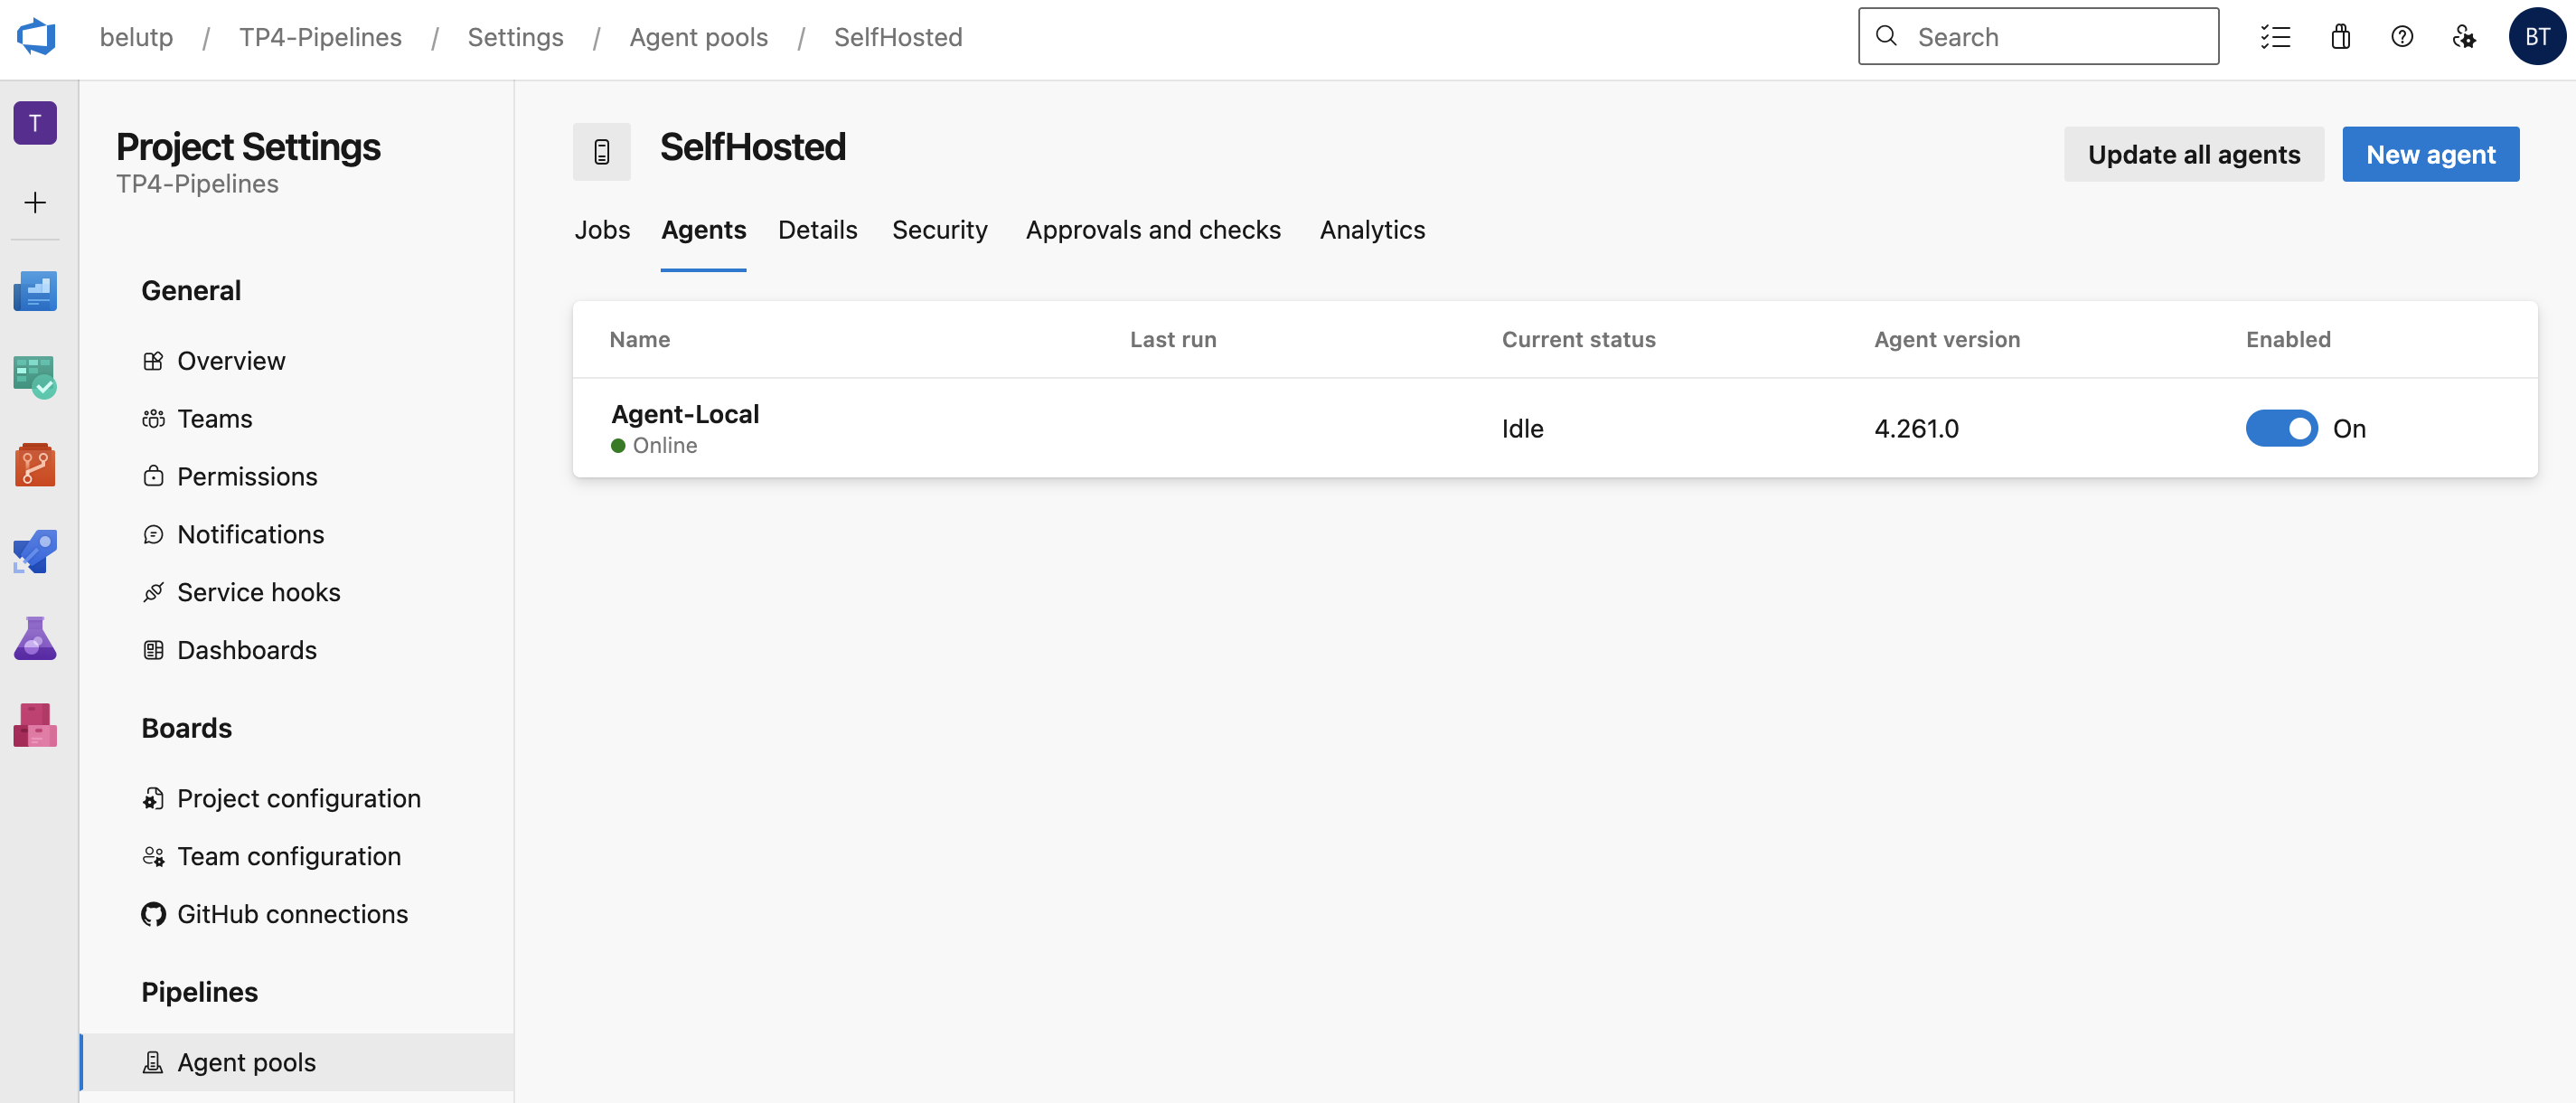 belutp / TP4-Pipelines / Settings / Agent pools / SelfHosted
Search
BT
T
Project Settings
TP4-Pipelines
General
Overview
Teams
Permissions
Notifications
Service hooks
Dashboards
Boards
Project configuration
Team configuration
GitHub connections
Pipelines
Agent pools
SelfHosted
Update all agents
New agent
Jobs Agents Details Security Approvals and checks Analytics
Name Last run Current status Agent version Enabled
Agent-Local
Online
Idle 4.261.0 On